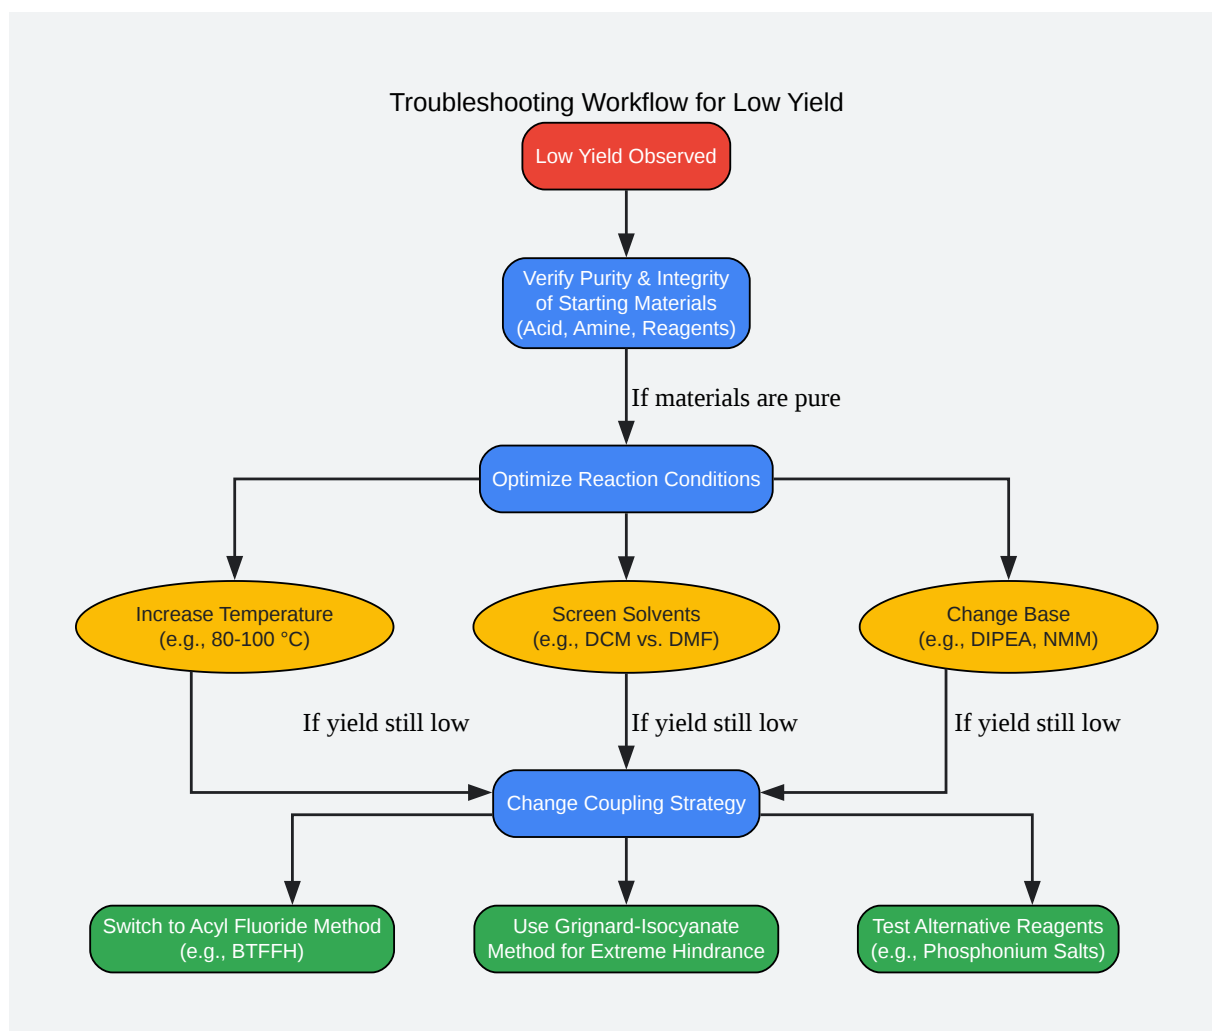 Troubleshooting Workflow for Low Yield
Low Yield Observed
Verify Purity & Integrity
of Starting Materials
(Acid, Amine, Reagents)
If materials are pure
Optimize Reaction Conditions
Increase Temperature
(e.g., 80-100 °C)
Screen Solvents
(e.g., DCM vs. DMF)
Change Base
(e.g., DIPEA, NMM)
If yield still low
If yield still low
If yield still low
Change Coupling Strategy
Switch to Acyl Fluoride Method
(e.g., BTFFH)
Use Grignard-Isocyanate
Method for Extreme Hindrance
Test Alternative Reagents
(e.g., Phosphonium Salts)